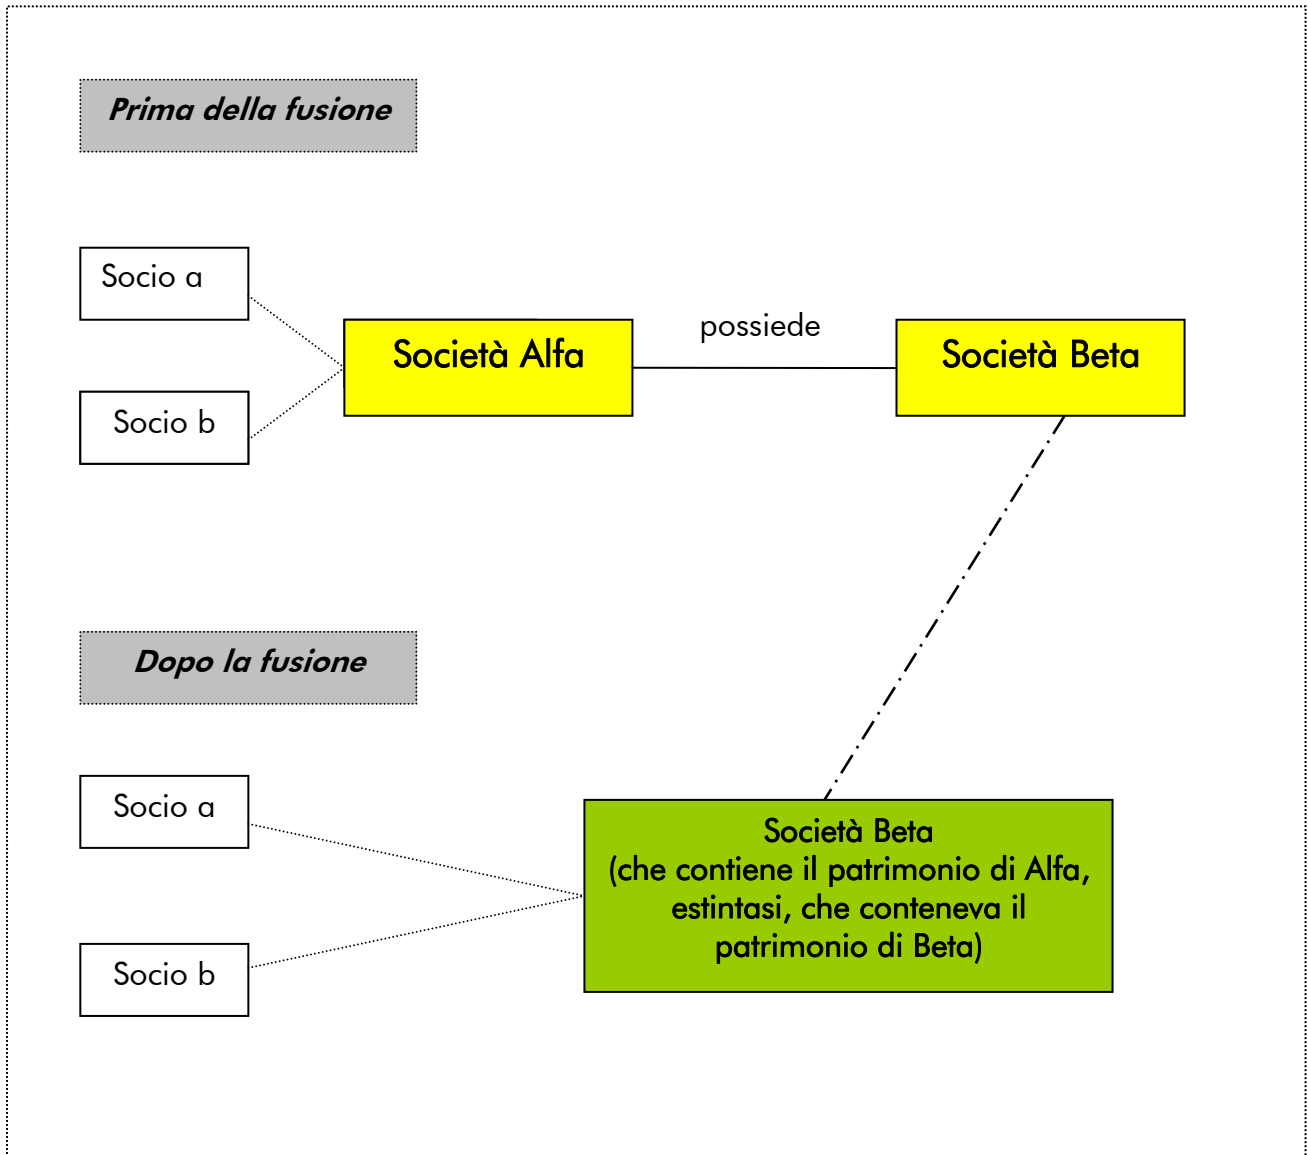 Prima della fusione
Socio a
possiede
Società Alfa
Società Beta
Socio b
Dopo la fusione
Socio a
Società Beta
(che contiene il patrimonio di Alfa,
estintasi, che conteneva il
patrimonio di Beta)
Socio b